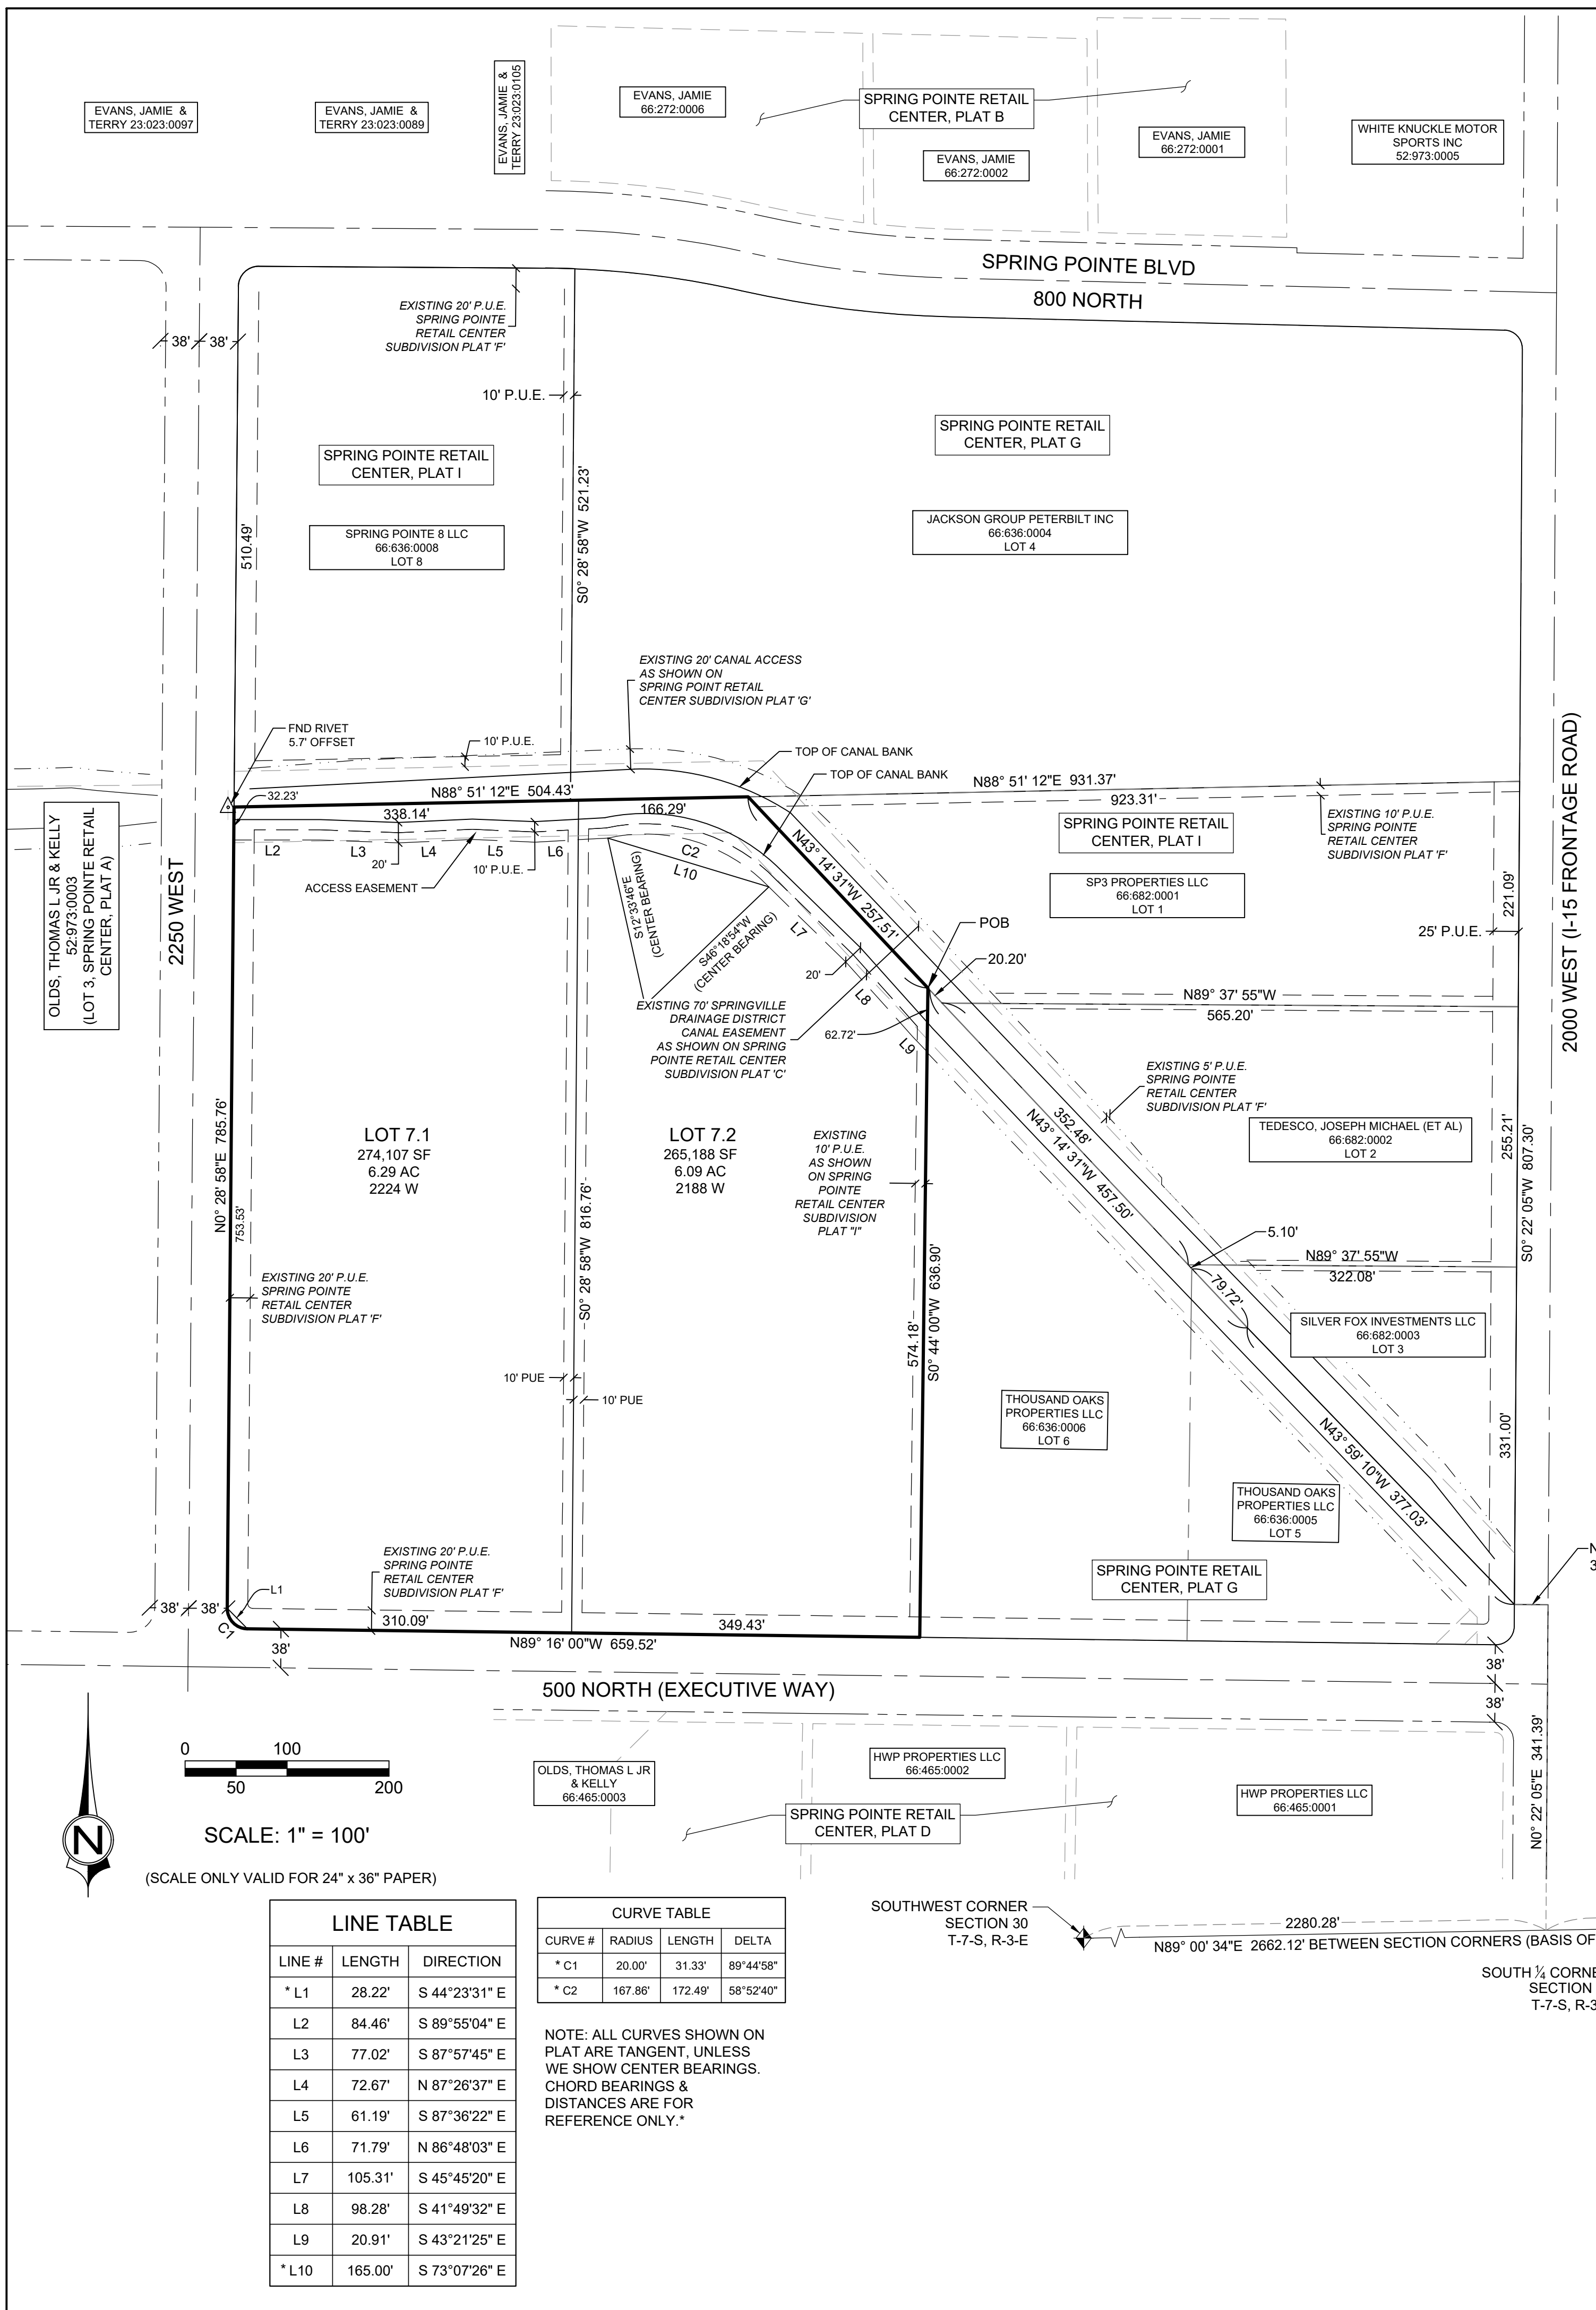 EVANS, JAMIE &
TERRY 23:023:0097
EVANS, JAMIE &
TERRY 23:023:0089
EVANS, JAMIE &
TERRY 23:023:0105
EVANS, JAMIE
66:272:0006
SPRING POINTE RETAIL
CENTER, PLAT B
EVANS, JAMIE
66:272:0002
EVANS, JAMIE
66:272:0001
WHITE KNUCKLE MOTOR
SPORTS INC
52:973:0005
SPRING POINTE BLVD
800 NORTH
EXISTING 20' P.U.E.
SPRING POINTE
RETAIL CENTER
SUBDIVISION PLAT 'F'
38'
38'
10' P.U.E.
SPRING POINTE RETAIL
CENTER, PLAT I
SPRING POINTE RETAIL
CENTER, PLAT G
510.49'
S0° 28' 58"W 521.23'
SPRING POINTE 8 LLC
66:636:0008
LOT 8
JACKSON GROUP PETERBILT INC
66:636:0004
LOT 4
EXISTING 20' CANAL ACCESS
AS SHOWN ON
SPRING POINT RETAIL
CENTER SUBDIVISION PLAT 'G'
FND RIVET
5.7' OFFSET
10' P.U.E.
TOP OF CANAL BANK
TOP OF CANAL BANK
32.23'
N88° 51' 12"E 504.43'
338.14'
166.29'
N88° 51' 12"E 931.37'
923.31'
SPRING POINTE RETAIL
CENTER, PLAT I
EXISTING 10' P.U.E.
SPRING POINTE
RETAIL CENTER
SUBDIVISION PLAT 'F'
OLDS, THOMAS L JR & KELLY
52:973:0003
(LOT 3, SPRING POINTE RETAIL
CENTER, PLAT A)
2250 WEST
L2
L3
20'
L4
L5
10' P.U.E.
L6
ACCESS EASEMENT
C2
L10
S12°33'46"E
(CENTER BEARING)
S46°18'54"W
(CENTER BEARING)
L7
N43° 14' 31"W 257.51'
SP3 PROPERTIES LLC
66:682:0001
LOT 1
221.09'
25' P.U.E.
POB
20.20'
20'
L8
L9
62.72'
EXISTING 70' SPRINGVILLE
DRAINAGE DISTRICT
CANAL EASEMENT
AS SHOWN ON SPRING
POINTE RETAIL CENTER
SUBDIVISION PLAT 'C'
N89° 37' 55"W
565.20'
2000 WEST (I-15 FRONTAGE ROAD)
EXISTING 5' P.U.E.
SPRING POINTE
RETAIL CENTER
SUBDIVISION PLAT 'F'
352.48'
N43° 14' 31"W 457.50'
TEDESCO, JOSEPH MICHAEL (ET AL)
66:682:0002
LOT 2
255.21'
S0° 22' 05"W 807.30'
N0° 28' 58"E 785.76'
753.53'
LOT 7.1
274,107 SF
6.29 AC
2224 W
S0° 28' 58"W 816.76'
LOT 7.2
265,188 SF
6.09 AC
2188 W
EXISTING
10' P.U.E.
AS SHOWN
ON SPRING
POINTE
RETAIL CENTER
SUBDIVISION
PLAT "I"
5.10'
N89° 37' 55"W
322.08'
79.72'
EXISTING 20' P.U.E.
SPRING POINTE
RETAIL CENTER
SUBDIVISION PLAT 'F'
574.18'
S0° 44' 00"W 636.90'
SILVER FOX INVESTMENTS LLC
66:682:0003
LOT 3
10' PUE
10' PUE
THOUSAND OAKS
PROPERTIES LLC
66:636:0006
LOT 6
N43° 59' 10"W 377.03'
331.00'
THOUSAND OAKS
PROPERTIES LLC
66:636:0005
LOT 5
EXISTING 20' P.U.E.
SPRING POINTE
RETAIL CENTER
SUBDIVISION PLAT 'F'
SPRING POINTE RETAIL
CENTER, PLAT G
N
3
38'
38'
L1
C1
38'
310.09'
N89° 16' 00"W 659.52'
349.43'
38'
38'
500 NORTH (EXECUTIVE WAY)
OLDS, THOMAS L JR
& KELLY
66:465:0003
HWP PROPERTIES LLC
66:465:0002
HWP PROPERTIES LLC
66:465:0001
SPRING POINTE RETAIL
CENTER, PLAT D
N0° 22' 05"E 341.39'
0 100
50 200
N
SCALE: 1" = 100'
(SCALE ONLY VALID FOR 24" x 36" PAPER)
SOUTHWEST CORNER
SECTION 30
T-7-S, R-3-E
2280.28'
N89° 00' 34"E 2662.12' BETWEEN SECTION CORNERS (BASIS OF
SOUTH ¼ CORNE
SECTION
T-7-S, R-3
LINE TABLE
LINE # LENGTH DIRECTION
* L1 28.22' S 44°23'31" E
L2 84.46' S 89°55'04" E
L3 77.02' S 87°57'45" E
L4 72.67' N 87°26'37" E
L5 61.19' S 87°36'22" E
L6 71.79' N 86°48'03" E
L7 105.31' S 45°45'20" E
L8 98.28' S 41°49'32" E
L9 20.91' S 43°21'25" E
* L10 165.00' S 73°07'26" E
CURVE TABLE
CURVE # RADIUS LENGTH DELTA
* C1 20.00' 31.33' 89°44'58"
* C2 167.86' 172.49' 58°52'40"
NOTE: ALL CURVES SHOWN ON
PLAT ARE TANGENT, UNLESS
WE SHOW CENTER BEARINGS.
CHORD BEARINGS &
DISTANCES ARE FOR
REFERENCE ONLY.*